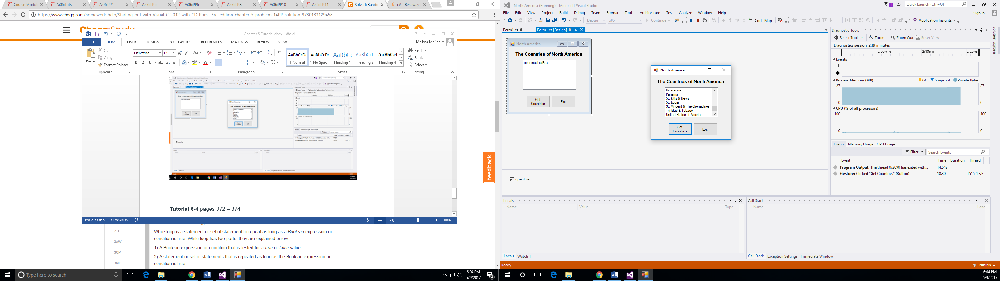 Course Modul
A:06:Tuts
A:06:PP4
A:06:PP5
A:06:PP6
A:06:PP8
A:06:PP10
A:05:PP14
Solved: Rand
c# - Best way
https://www.chegg.com/homework-help/Starting-out-with-Visual-C-2012-with-CD-Rom--3rd-edition-chapter-5-problem-14PP-solution-9780133129458
Chapter 6 Tutorial.docx - Word
FILE HOME INSERT DESIGN PAGE LAYOUT REFERENCES MAILINGS REVIEW VIEW
Melissa Meline
Paste
Cut
Copy
Format Painter
Clipboard
Helvetica 13
Font
Paragraph
AaBbCcDc AaBbCcDc AaBbC( AaBbCcE AaBbCcD AaBbCcI
¶ Normal ¶ No Spac... Heading 1 Heading 2 Heading 4
Styles
Find
Replace
Select
Editing
Tutorial 6-4 pages 372 – 374
PAGE 5 OF 5 31 WORDS
100%
feedback
2TF
3AW
3CP
3MC
While loop is a statement or set of statement to repeat as long as a Boolean expression or
condition is true. While loop has two parts, they are explained below:
1) A Boolean expression or condition that is tested for a true or false value.
2) A statement or set of statements that is repeated as long as the Boolean expression or
condition is true.
Type here to search
6:04 PM
5/9/2017
4
North America (Running) - Microsoft Visual Studio
1
Quick Launch (Ctrl+Q)
File Edit View Project Build Debug Team Format Tools Architecture Test Analyze Window Help
Sign in
Debug x86 Continue Code Map Application Insights
Form1.cs
Form1.cs [Design]
North America
The Countries of North America
countriesListBox
Get
Countries
Exit
North America
The Countries of North America
Nicaragua
Panama
St. Kitts & Nevis
St. Lucia
St. Vincent & The Grenadines
Trinidad & Tobago
United States of America
Get
Countries
Exit
openFile
Diagnostic Tools
Select Tools Zoom In Zoom Out Reset View
Diagnostics session: 2:19 minutes
2:00min 2:10min 2:20min
Events
Process Memory (MB) GC Snapshot Private Bytes
27 27
0 0
CPU (% of all processors)
100 100
0 0
Events Memory Usage CPU Usage
Filter Search Events
Event Time Duration Thread
Program Output: The thread 0x2090 has exited with... 14.54s
Gesture: Clicked "Get Countries" (Button) 18.30s [5152] <N
Solution Explorer
Locals
Name Value Type
Locals Watch 1
Call Stack
Name Lang
Call Stack Exception Settings Immediate Window
Ready
Publish
6:04 PM
5/9/2017